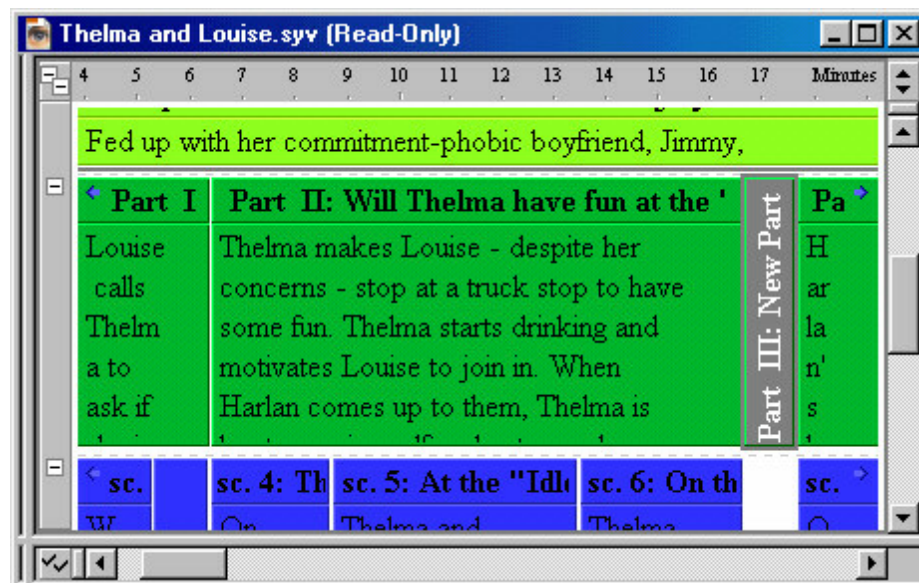 Thelma and Louise.syv (Read-Only)
4 5 6 7 8 9 10 11 12 13 14 15 16 17 Minutes
Fed up with her commitment-phobic boyfriend, Jimmy,
Part I
Louise
calls
Thelm
a to
ask if
Part II: Will Thelma have fun at the '
Thelma makes Louise - despite her
concerns - stop at a truck stop to have
some fun. Thelma starts drinking and
motivates Louise to join in. When
Harlan comes up to them, Thelma is
Part III: New Part
Pa
H
ar
la
n'
s
sc.
W
sc. 4: Th
On
sc. 5: At the "Idl
Thelma and
sc. 6: On th
Thelma
sc.
O